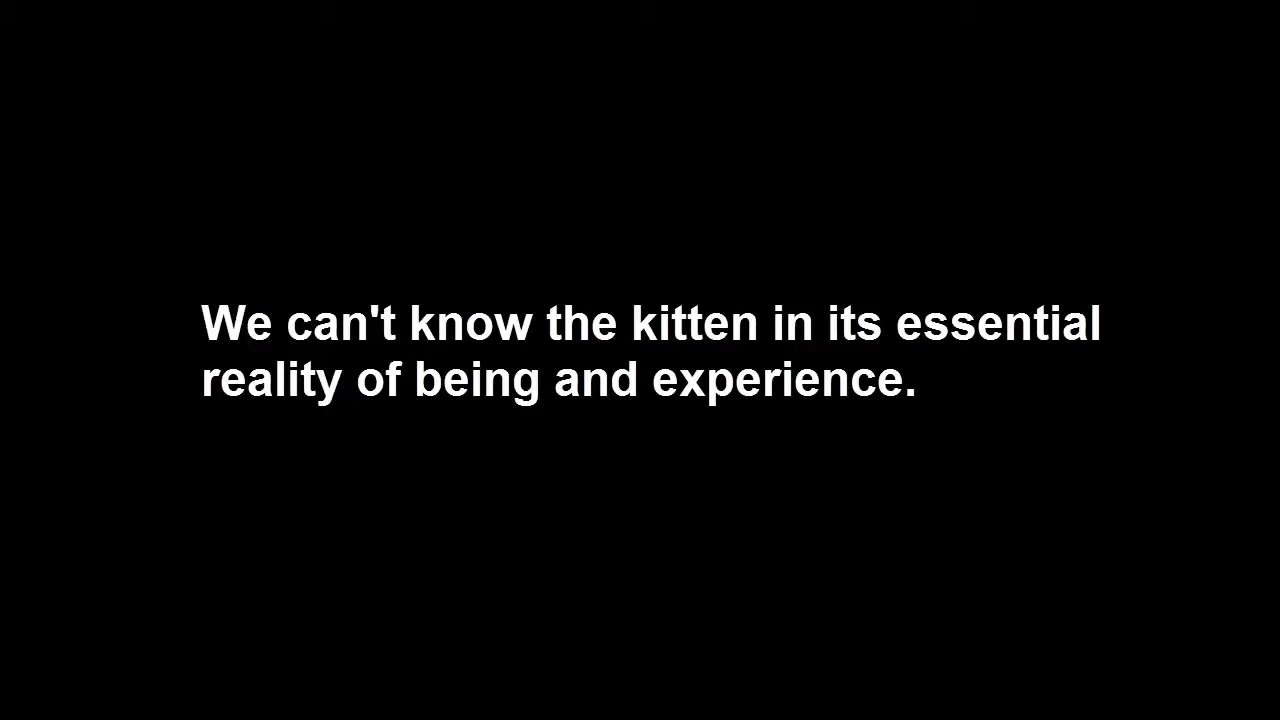 We can't know the kitten in its essential
reality of being and experience.